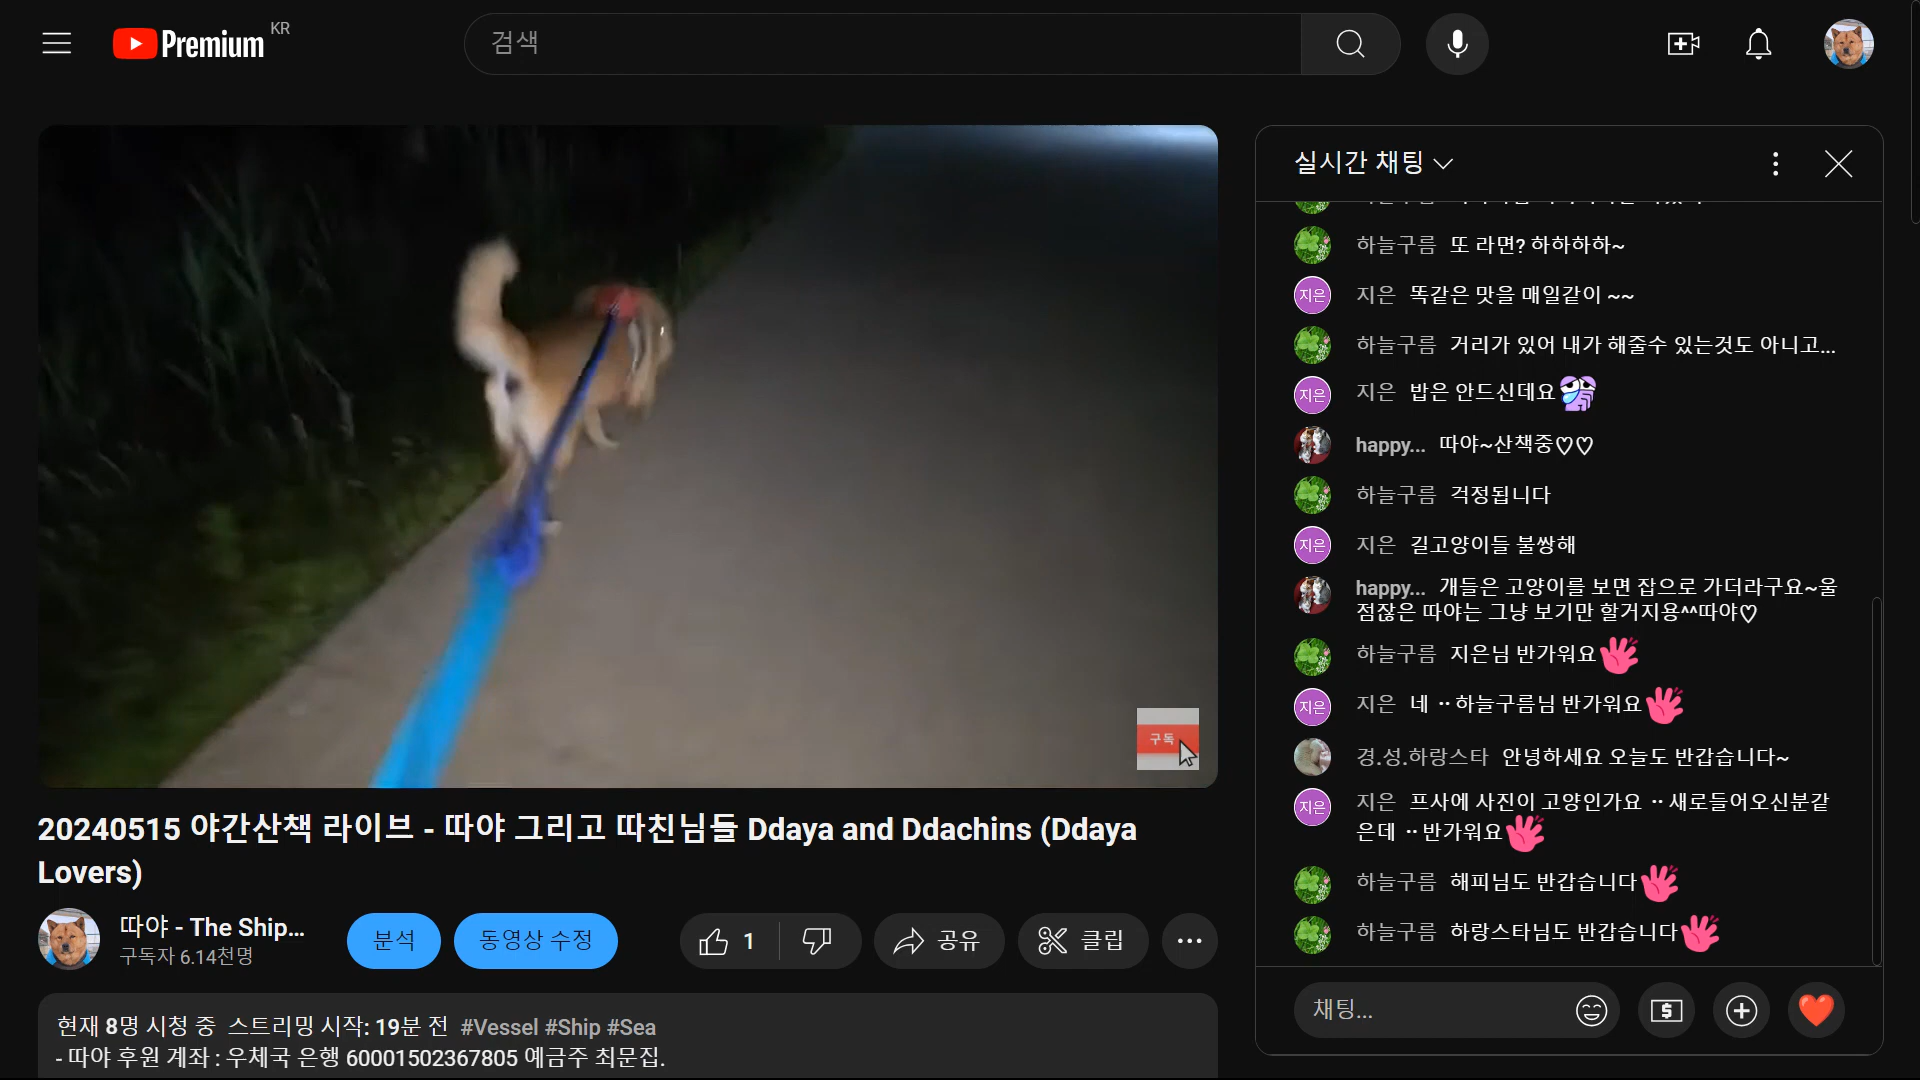 Premium KR
검색
구독
20240515 야간산책 라이브 - 따야 그리고 따친님들 Ddaya and Ddachins (Ddaya
Lovers)
따야 - The Ship...
구독자 6.14천명
분석
동영상 수정
1
공유
클립
현재 8명 시청 중 스트리밍 시작: 19분 전 #Vessel #Ship #Sea
- 따야 후원 계좌 : 우체국 은행 60001502367805 예금주 최문집.
실시간 채팅
하늘구름 또 라면? 하하하하~
지은 지은 똑같은 맛을 매일같이 ~~
하늘구름 거리가 있어 내가 해줄수 있는것도 아니고...
지은 지은 밥은 안드신데요
happy... 따야~산책중♡♡
하늘구름 걱정됩니다
지은 지은 길고양이들 불쌍해
happy... 개들은 고양이를 보면 잡으로 가더라구요~울
점잖은 따야는 그냥 보기만 할거지용^^따야♡
하늘구름 지은님 반가워요
지은 지은 네 ··하늘구름님 반가워요
경.성.하랑스타 안녕하세요 오늘도 반갑습니다~
지은 지은 프사에 사진이 고양인가요 ··새로들어오신분같
은데 ··반가워요
하늘구름 해피님도 반갑습니다
하늘구름 하랑스타님도 반갑습니다
채팅...